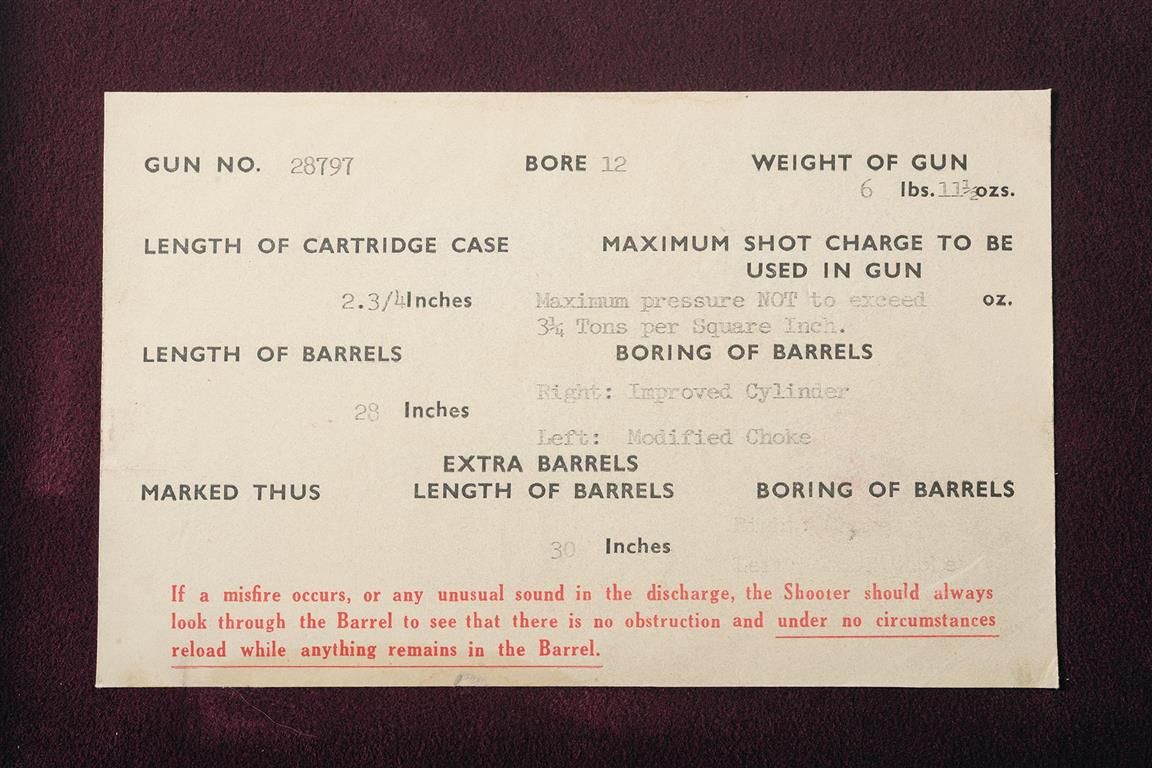 GUN NO. 28797 BORE 12 WEIGHT OF GUN
6 lbs. 11½ ozs.
LENGTH OF CARTRIDGE CASE MAXIMUM SHOT CHARGE TO BE
USED IN GUN
2.3/4 Inches Maximum pressure NOT to exceed oz.
3¼ Tons per Square Inch.
LENGTH OF BARRELS BORING OF BARRELS
Right: Improved Cylinder
28 Inches
Left: Modified Choke
EXTRA BARRELS
MARKED THUS LENGTH OF BARRELS BORING OF BARRELS
Right:
30 Inches
Left:
If a misfire occurs, or any unusual sound in the discharge, the Shooter should always
look through the Barrel to see that there is no obstruction and under no circumstances
reload while anything remains in the Barrel.